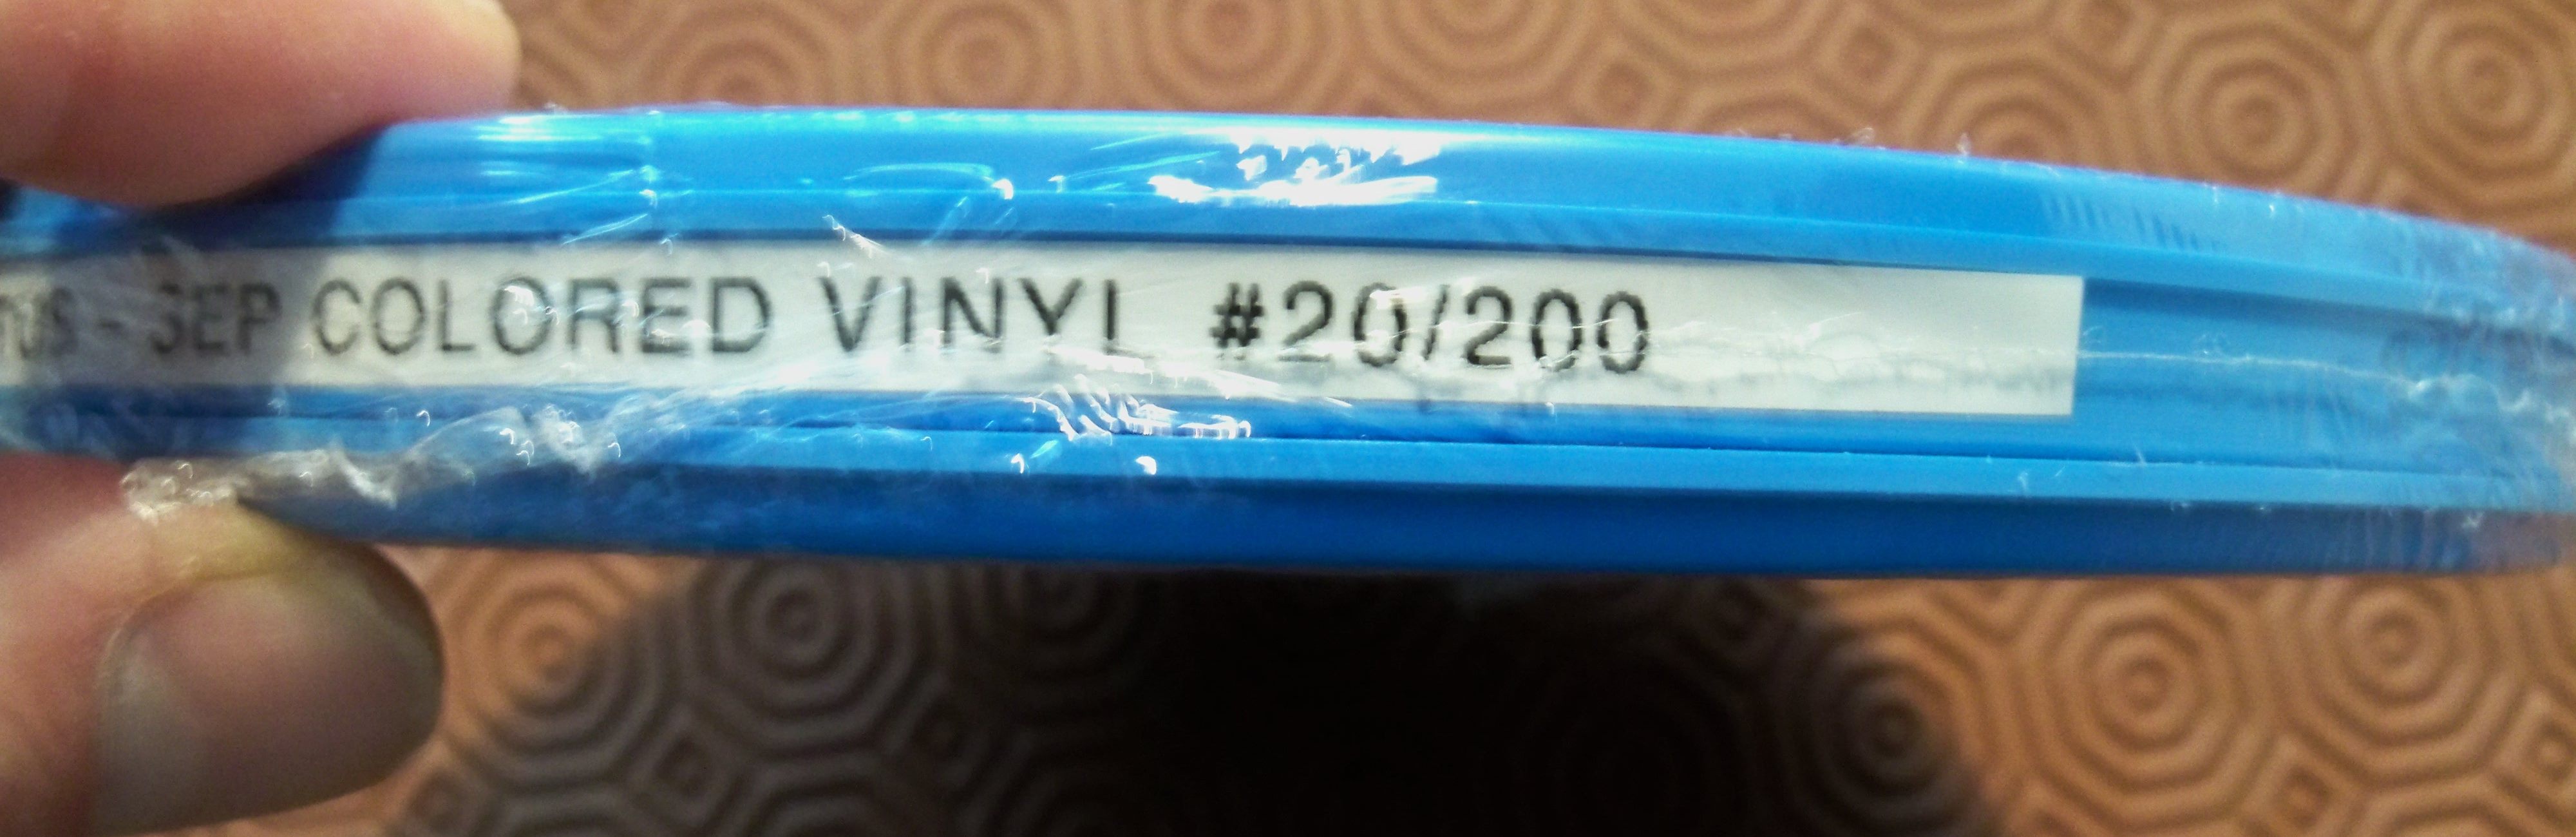 - SEP COLORED VINYL #20/200